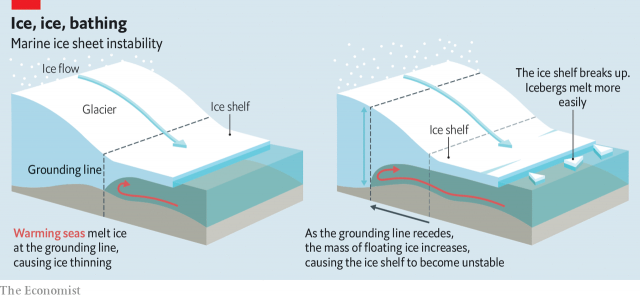 Ice, ice, bathing
Marine ice sheet instability
Ice flow
Glacier
Ice shelf
Grounding line
Warming seas melt ice
at the grounding line,
causing ice thinning
The ice shelf breaks up.
Icebergs melt more
easily
Ice shelf
As the grounding line recedes,
the mass of floating ice increases,
causing the ice shelf to become unstable
The Economist